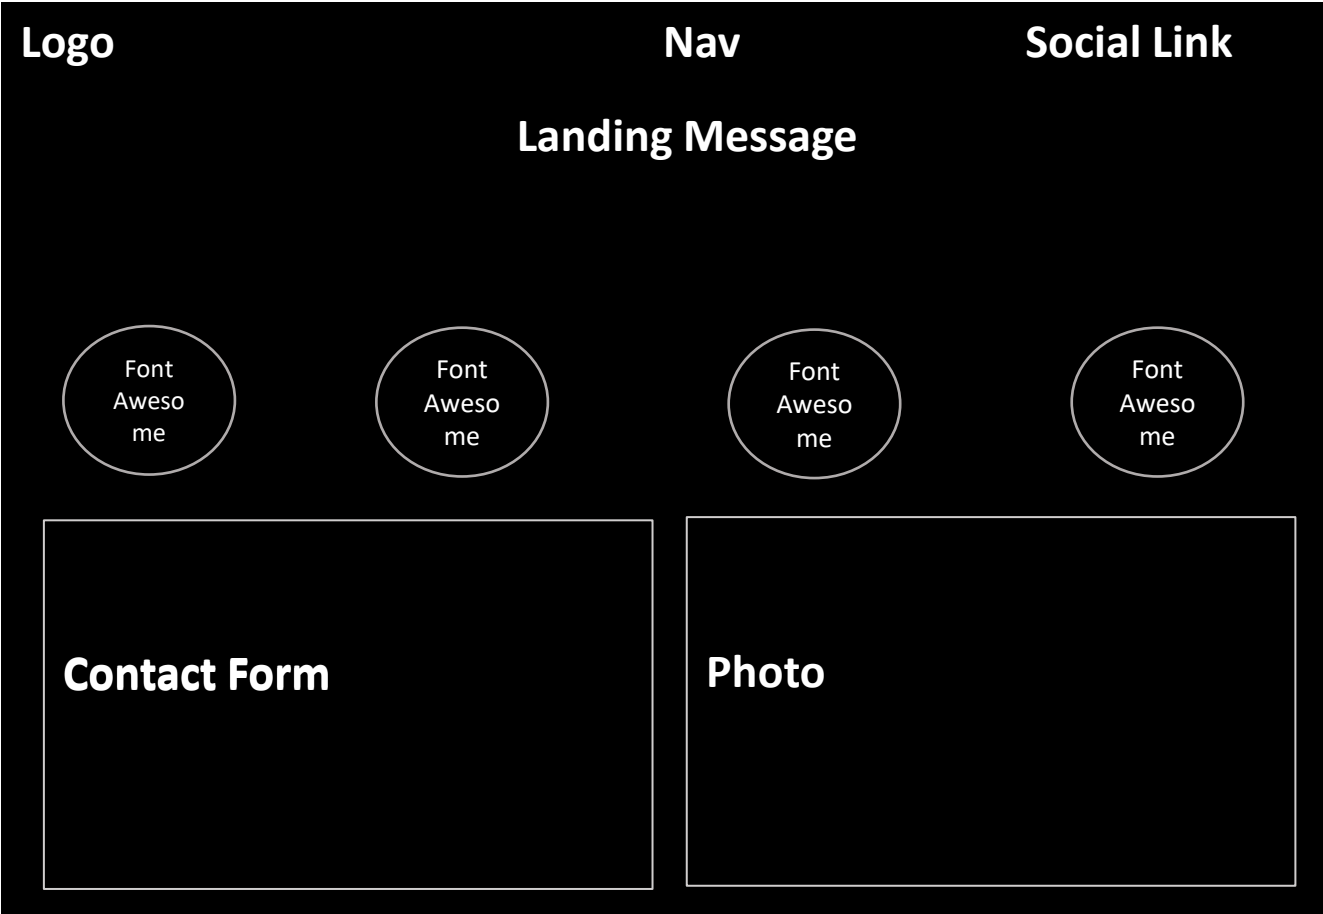 Logo
Nav
Social Link
Landing Message
Font
Aweso
me
Font
Aweso
me
Font
Aweso
me
Font
Aweso
me
Contact Form
Photo